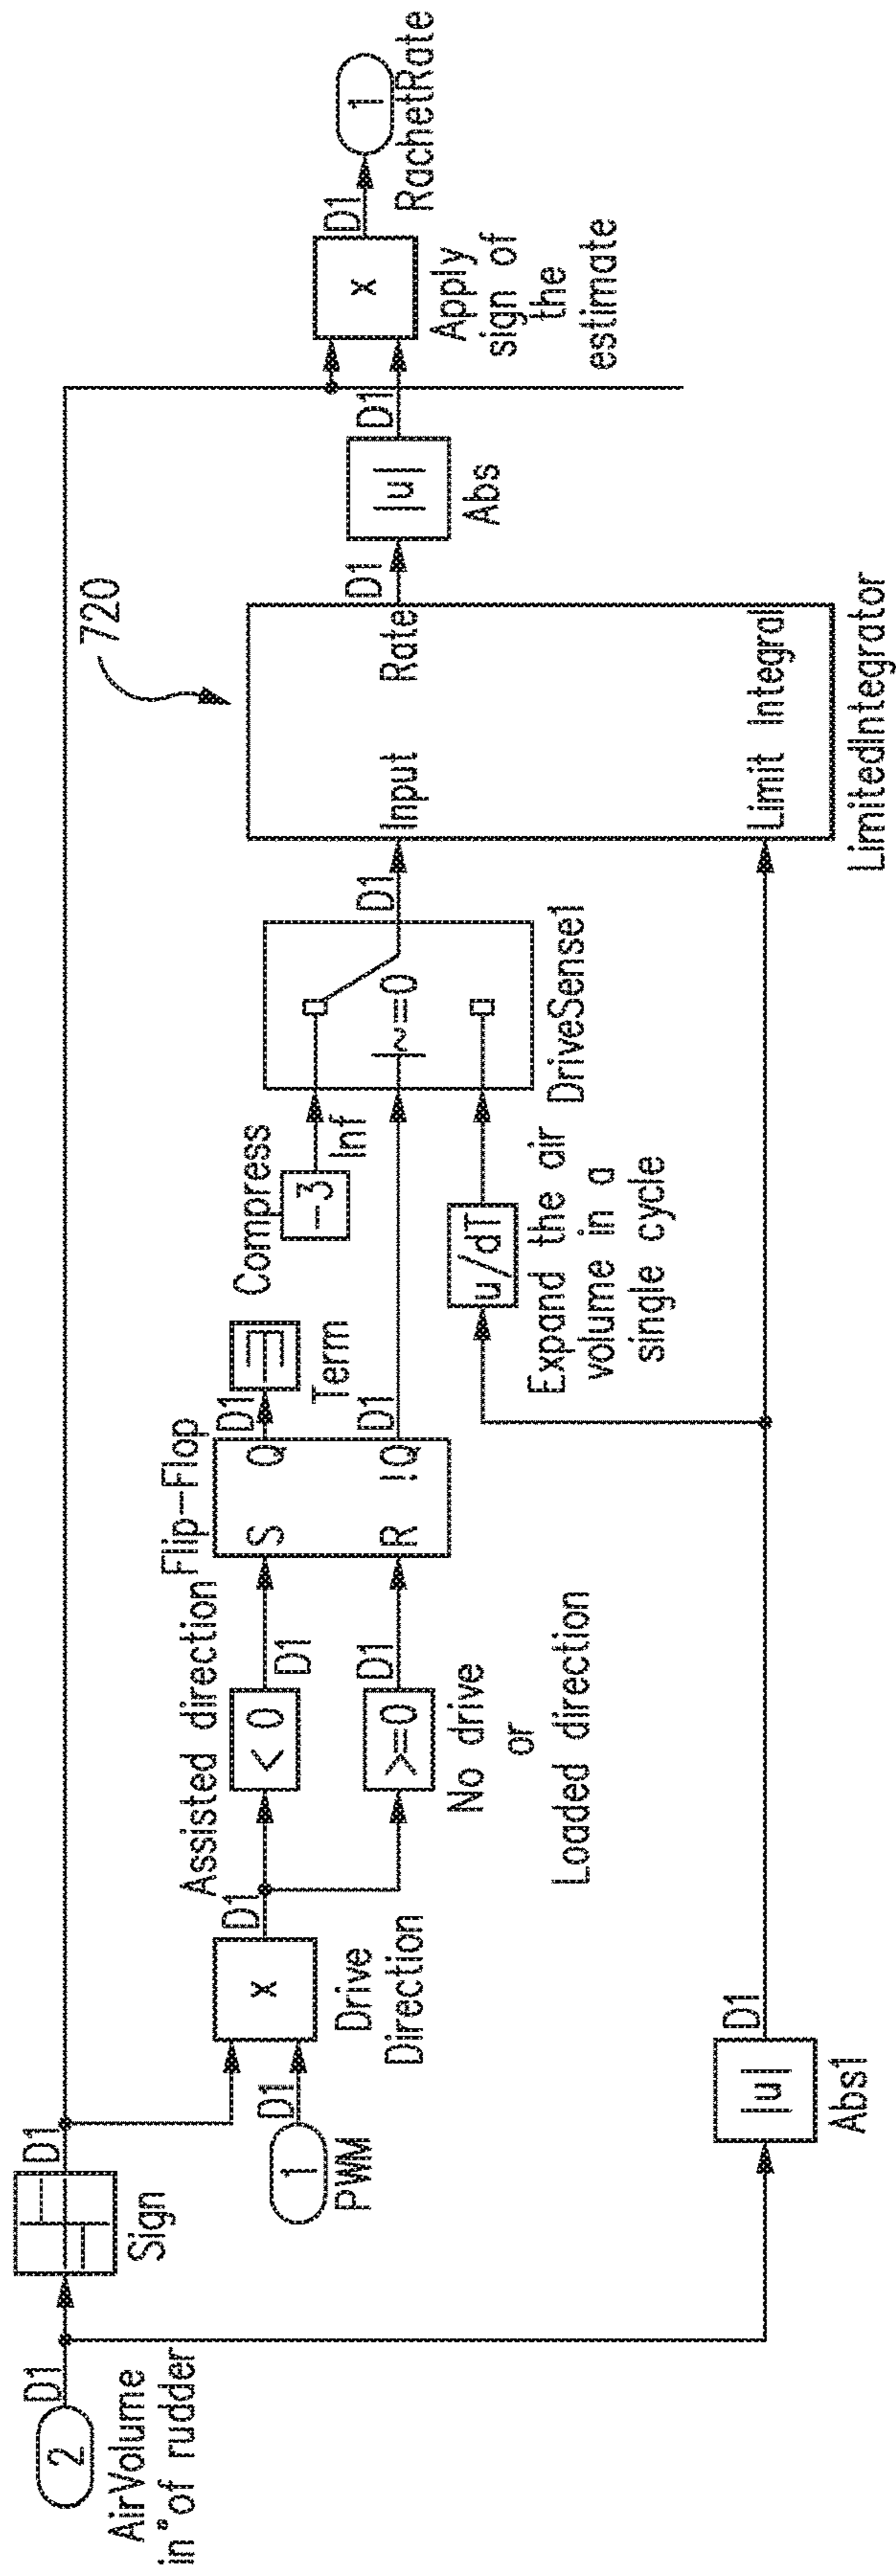 2
D1
AirVolume
in °of rudder
Sign
D1
1
PWM
D1
x
D1
Drive
Direction
|u|
D1
Abs1
Assisted direction
< 0
D1
>=0
D1
No drive
or
Loaded direction
Flip-Flop
S Q
R !Q
D1
D1
Term
Compress
-3
Inf
u/dT
Expand the air
volume in a
single cycle
~=0
D1
DriveSense1
720
Input Rate
Limit Integral
LimitedIntegrator
D1
|u|
D1
Abs
x
D1
Apply
sign of
the
estimate
1
RachetRate